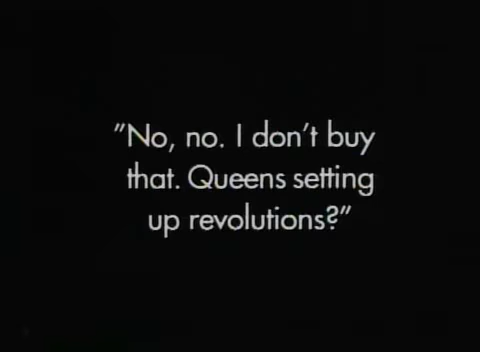 "No, no. I don't buy
that. Queens setting
up revolutions?"